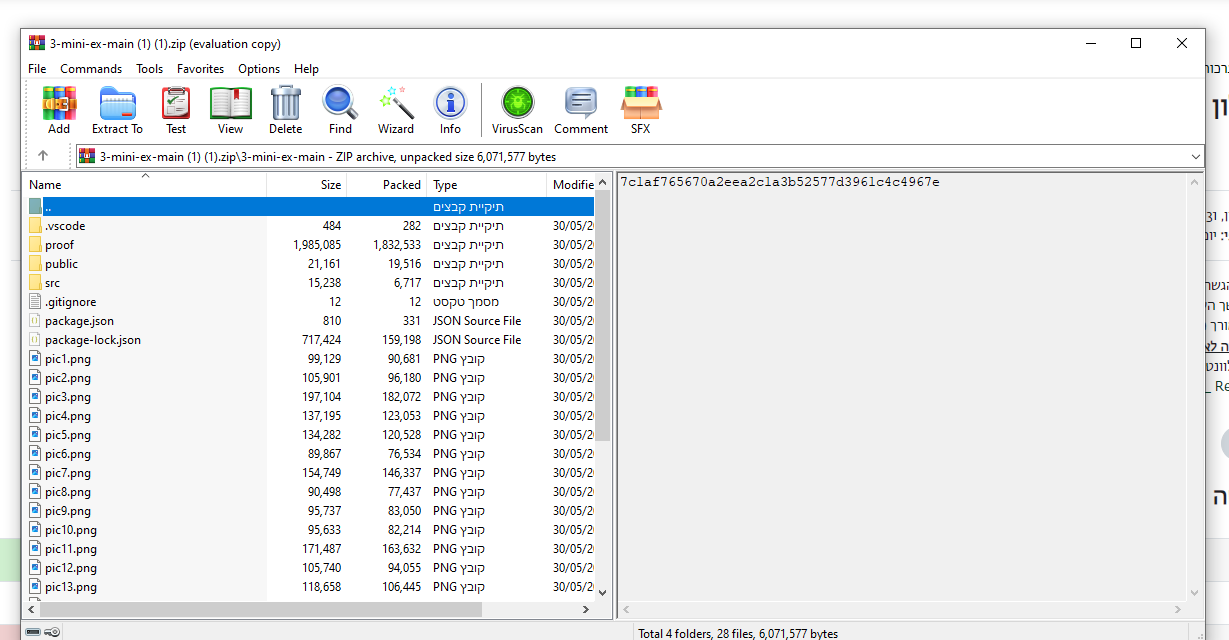 3-mini-ex-main (1) (1).zip (evaluation copy)
File Commands Tools Favorites Options Help
Add Extract To Test View Delete Find Wizard Info VirusScan Comment SFX
3-mini-ex-main (1) (1).zip\3-mini-ex-main - ZIP archive, unpacked size 6,071,577 bytes
Name Size Packed Type Modifie
.. תיקיית קבצים
.vscode 484 282 תיקיית קבצים 30/05/2
proof 1,985,085 1,832,533 תיקיית קבצים 30/05/2
public 21,161 19,516 תיקיית קבצים 30/05/2
src 15,238 6,717 תיקיית קבצים 30/05/2
.gitignore 12 12 מסמך טקסט 30/05/2
package.json 810 331 JSON Source File 30/05/2
package-lock.json 717,424 159,198 JSON Source File 30/05/2
pic1.png 99,129 90,681 קובץ PNG 30/05/2
pic2.png 105,901 96,180 קובץ PNG 30/05/2
pic3.png 197,104 182,072 קובץ PNG 30/05/2
pic4.png 137,195 123,053 קובץ PNG 30/05/2
pic5.png 134,282 120,528 קובץ PNG 30/05/2
pic6.png 89,867 76,534 קובץ PNG 30/05/2
pic7.png 154,749 146,337 קובץ PNG 30/05/2
pic8.png 90,498 77,437 קובץ PNG 30/05/2
pic9.png 95,737 83,050 קובץ PNG 30/05/2
pic10.png 95,633 82,214 קובץ PNG 30/05/2
pic11.png 171,487 163,632 קובץ PNG 30/05/2
pic12.png 105,740 94,055 קובץ PNG 30/05/2
pic13.png 118,658 106,445 קובץ PNG 30/05/2
7c1af765670a2eea2c1a3b52577d3961c4c4967e
Total 4 folders, 28 files, 6,071,577 bytes